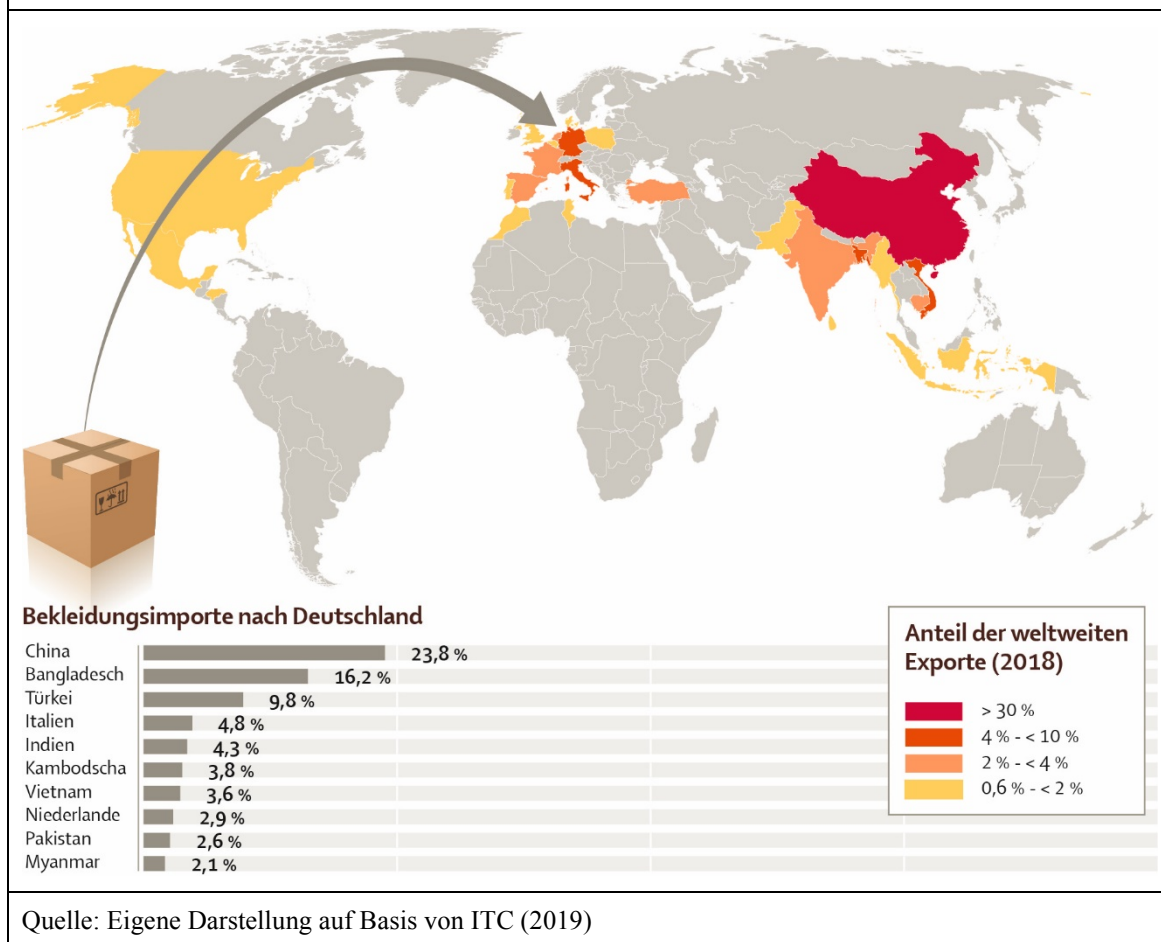 Bekleidungsimporte nach Deutschland
China 23,8 %
Bangladesch 16,2 %
Türkei 9,8 %
Italien 4,8 %
Indien 4,3 %
Kambodscha 3,8 %
Vietnam 3,6 %
Niederlande 2,9 %
Pakistan 2,6 %
Myanmar 2,1 %
Anteil der weltweiten
Exporte (2018)
> 30 %
4 % - < 10 %
2 % - < 4 %
0,6 % - < 2 %
Quelle: Eigene Darstellung auf Basis von ITC (2019)